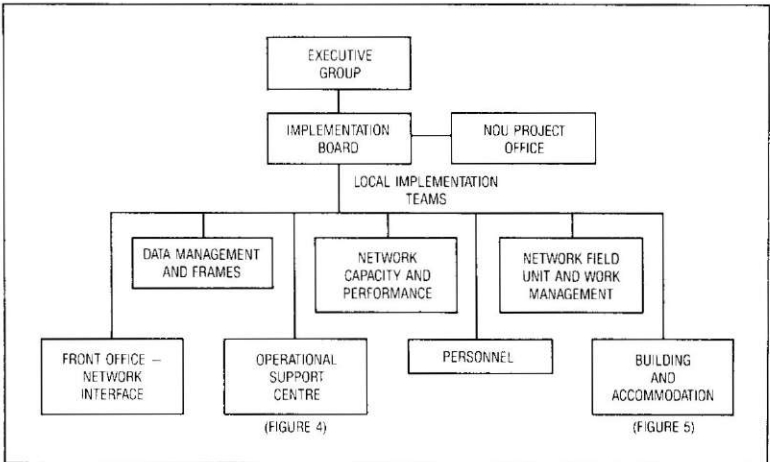 EXECUTIVE
GROUP
IMPLEMENTATION
BOARD
NOU PROJECT
OFFICE
LOCAL IMPLEMENTATION
TEAMS
DATA MANAGEMENT
AND FRAMES
NETWORK
CAPACITY AND
PERFORMANCE
NETWORK FIELD
UNIT AND WORK
MANAGEMENT
FRONT OFFICE –
NETWORK
INTERFACE
OPERATIONAL
SUPPORT
CENTRE
(FIGURE 4)
PERSONNEL
BUILDING
AND
ACCOMMODATION
(FIGURE 5)